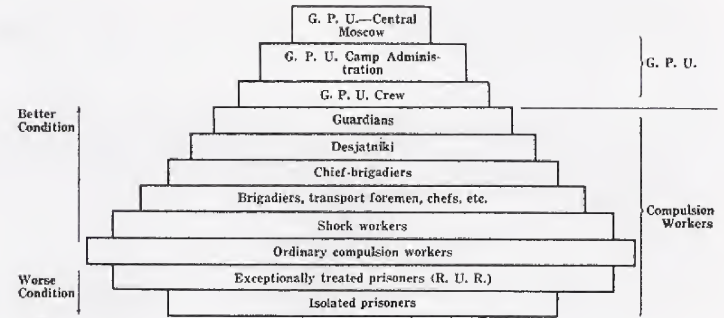 G. P. U.—Central
Moscow
G. P. U. Camp Adminis-
tration
G. P. U.
G. P. U. Crew
Better
Condition
Guardians
Desjatniki
Chief-brigadiers
Brigadiers, transport foremen, chefs, etc.
Compulsion
Workers
Shock workers
Ordinary compulsion workers
Worse
Condition
Exceptionally treated prisoners (R. U. R.)
Isolated prisoners